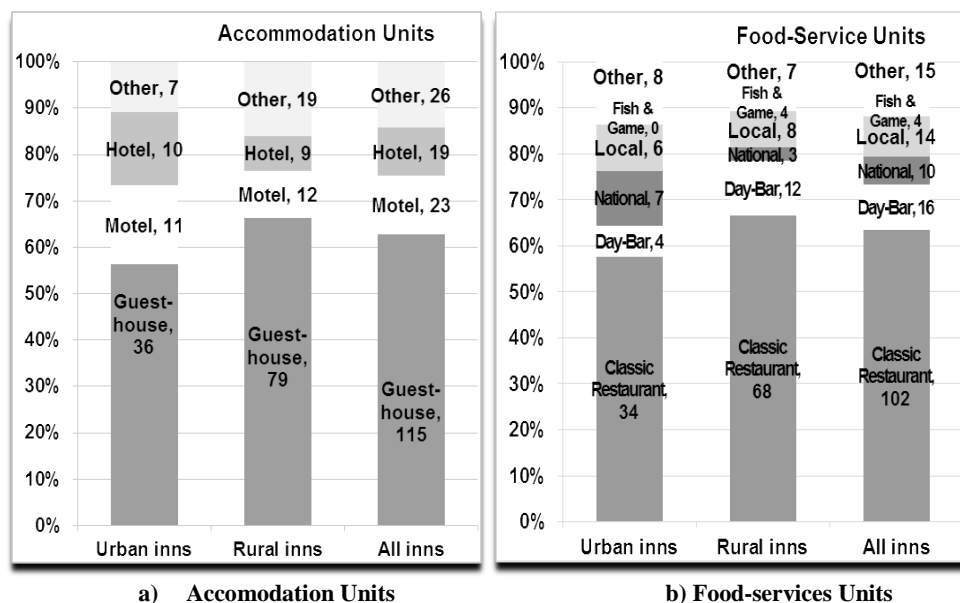 Accommodation Units
100%
90%
80%
70%
60%
50%
40%
30%
20%
10%
0%
Other, 7
Hotel, 10
Motel, 11
Guest-
house,
36
Other, 19
Hotel, 9
Motel, 12
Guest-
house,
79
Other, 26
Hotel, 19
Motel, 23
Guest-
house,
115
Urban inns
Rural inns
All inns
a) Accomodation Units
Food-Service Units
100%
90%
80%
70%
60%
50%
40%
30%
20%
10%
0%
Other, 8
Fish &
Game, 0
Local, 6
National, 7
Day-Bar, 4
Classic
Restaurant,
34
Other, 7
Fish &
Game, 4
Local, 8
National, 3
Day-Bar, 12
Classic
Restaurant,
68
Other, 15
Fish &
Game, 4
Local, 14
National, 10
Day-Bar, 16
Classic
Restaurant,
102
Urban inns
Rural inns
All inns
b) Food-services Units